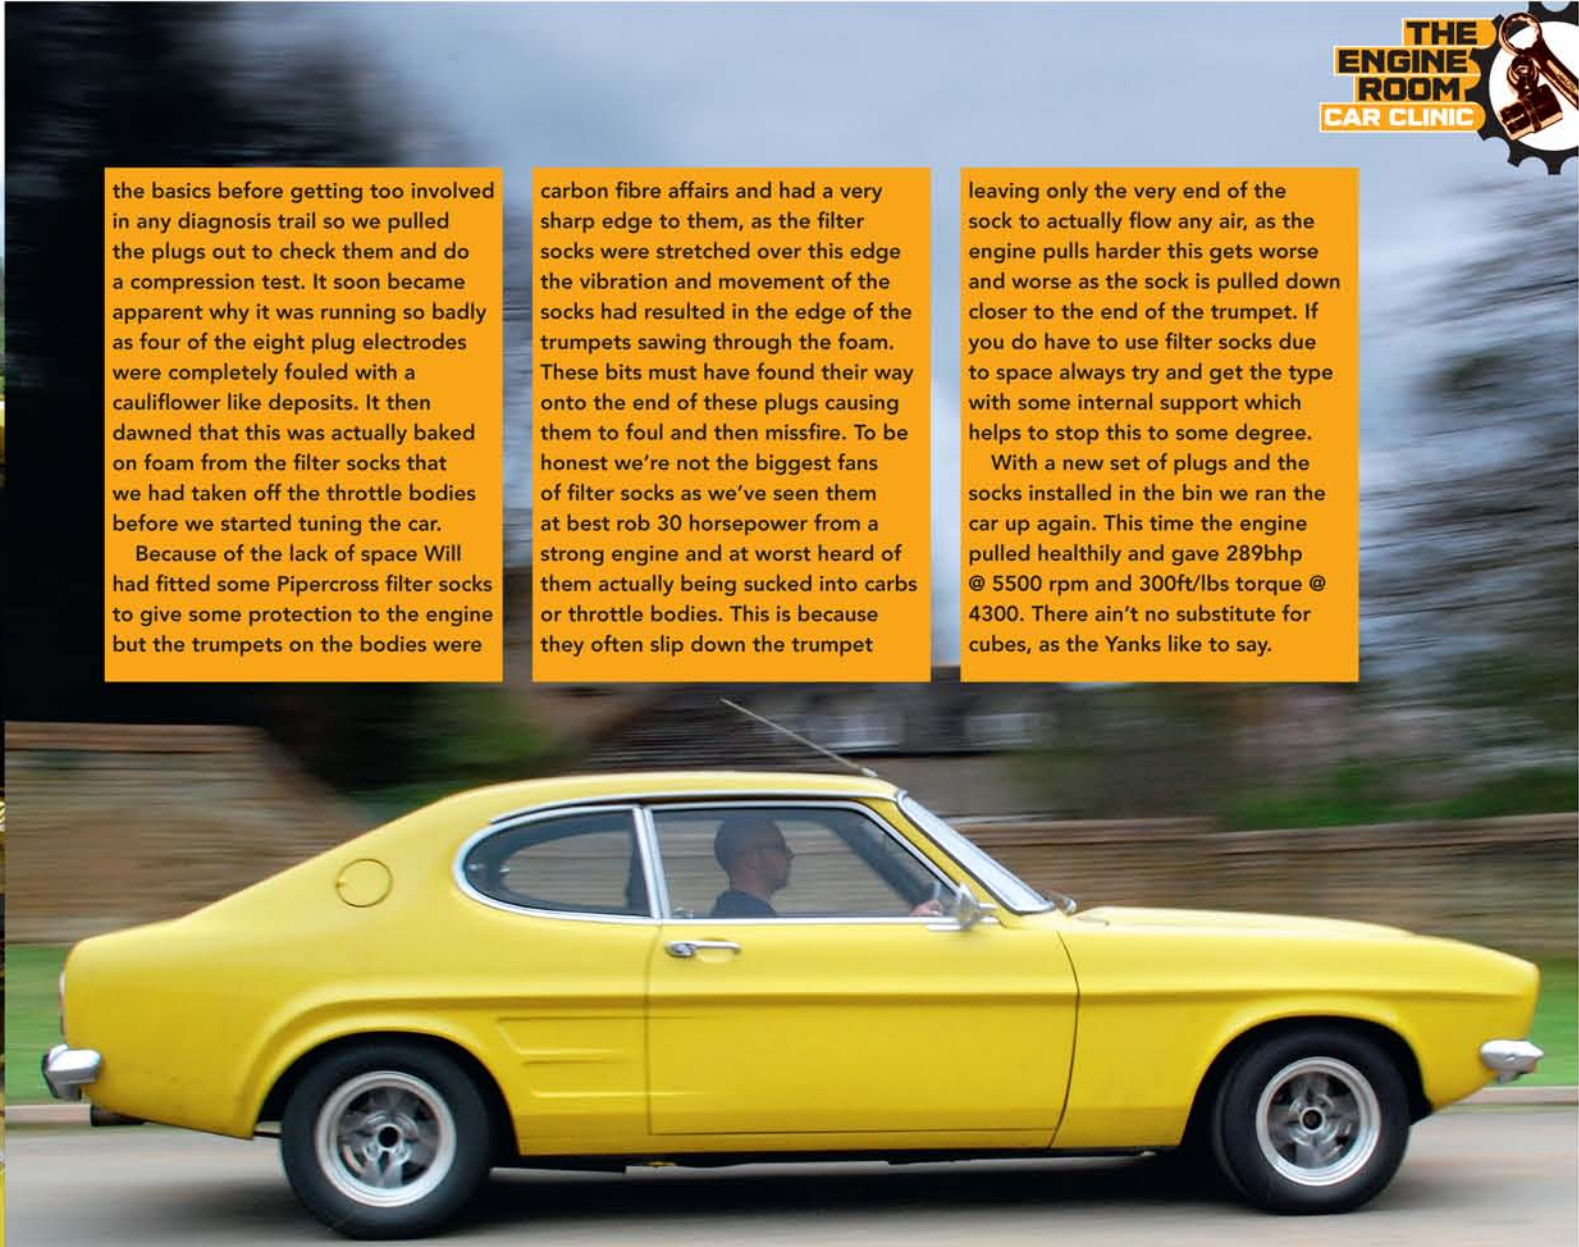 THE
ENGINE
ROOM
CAR CLINIC
the basics before getting too involved
in any diagnosis trail so we pulled
the plugs out to check them and do
a compression test. It soon became
apparent why it was running so badly
as four of the eight plug electrodes
were completely fouled with a
cauliflower like deposits. It then
dawned that this was actually baked
on foam from the filter socks that
we had taken off the throttle bodies
before we started tuning the car.
Because of the lack of space Will
had fitted some Pipercross filter socks
to give some protection to the engine
but the trumpets on the bodies were
carbon fibre affairs and had a very
sharp edge to them, as the filter
socks were stretched over this edge
the vibration and movement of the
socks had resulted in the edge of the
trumpets sawing through the foam.
These bits must have found their way
onto the end of these plugs causing
them to foul and then missfire. To be
honest we're not the biggest fans
of filter socks as we've seen them
at best rob 30 horsepower from a
strong engine and at worst heard of
them actually being sucked into carbs
or throttle bodies. This is because
they often slip down the trumpet
leaving only the very end of the
sock to actually flow any air, as the
engine pulls harder this gets worse
and worse as the sock is pulled down
closer to the end of the trumpet. If
you do have to use filter socks due
to space always try and get the type
with some internal support which
helps to stop this to some degree.
With a new set of plugs and the
socks installed in the bin we ran the
car up again. This time the engine
pulled healthily and gave 289bhp
@ 5500 rpm and 300ft/lbs torque @
4300. There ain't no substitute for
cubes, as the Yanks like to say.